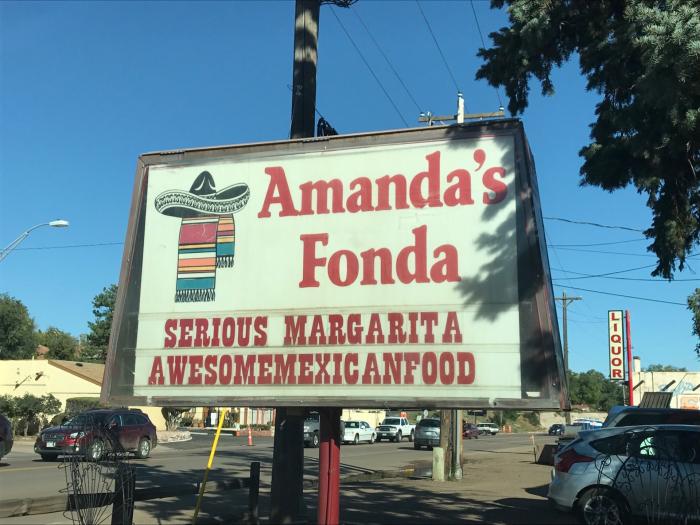 Amanda's
Fonda
SERIOUS MARGARITA
AWESOMEMEXICANFOOD
LIQUOR